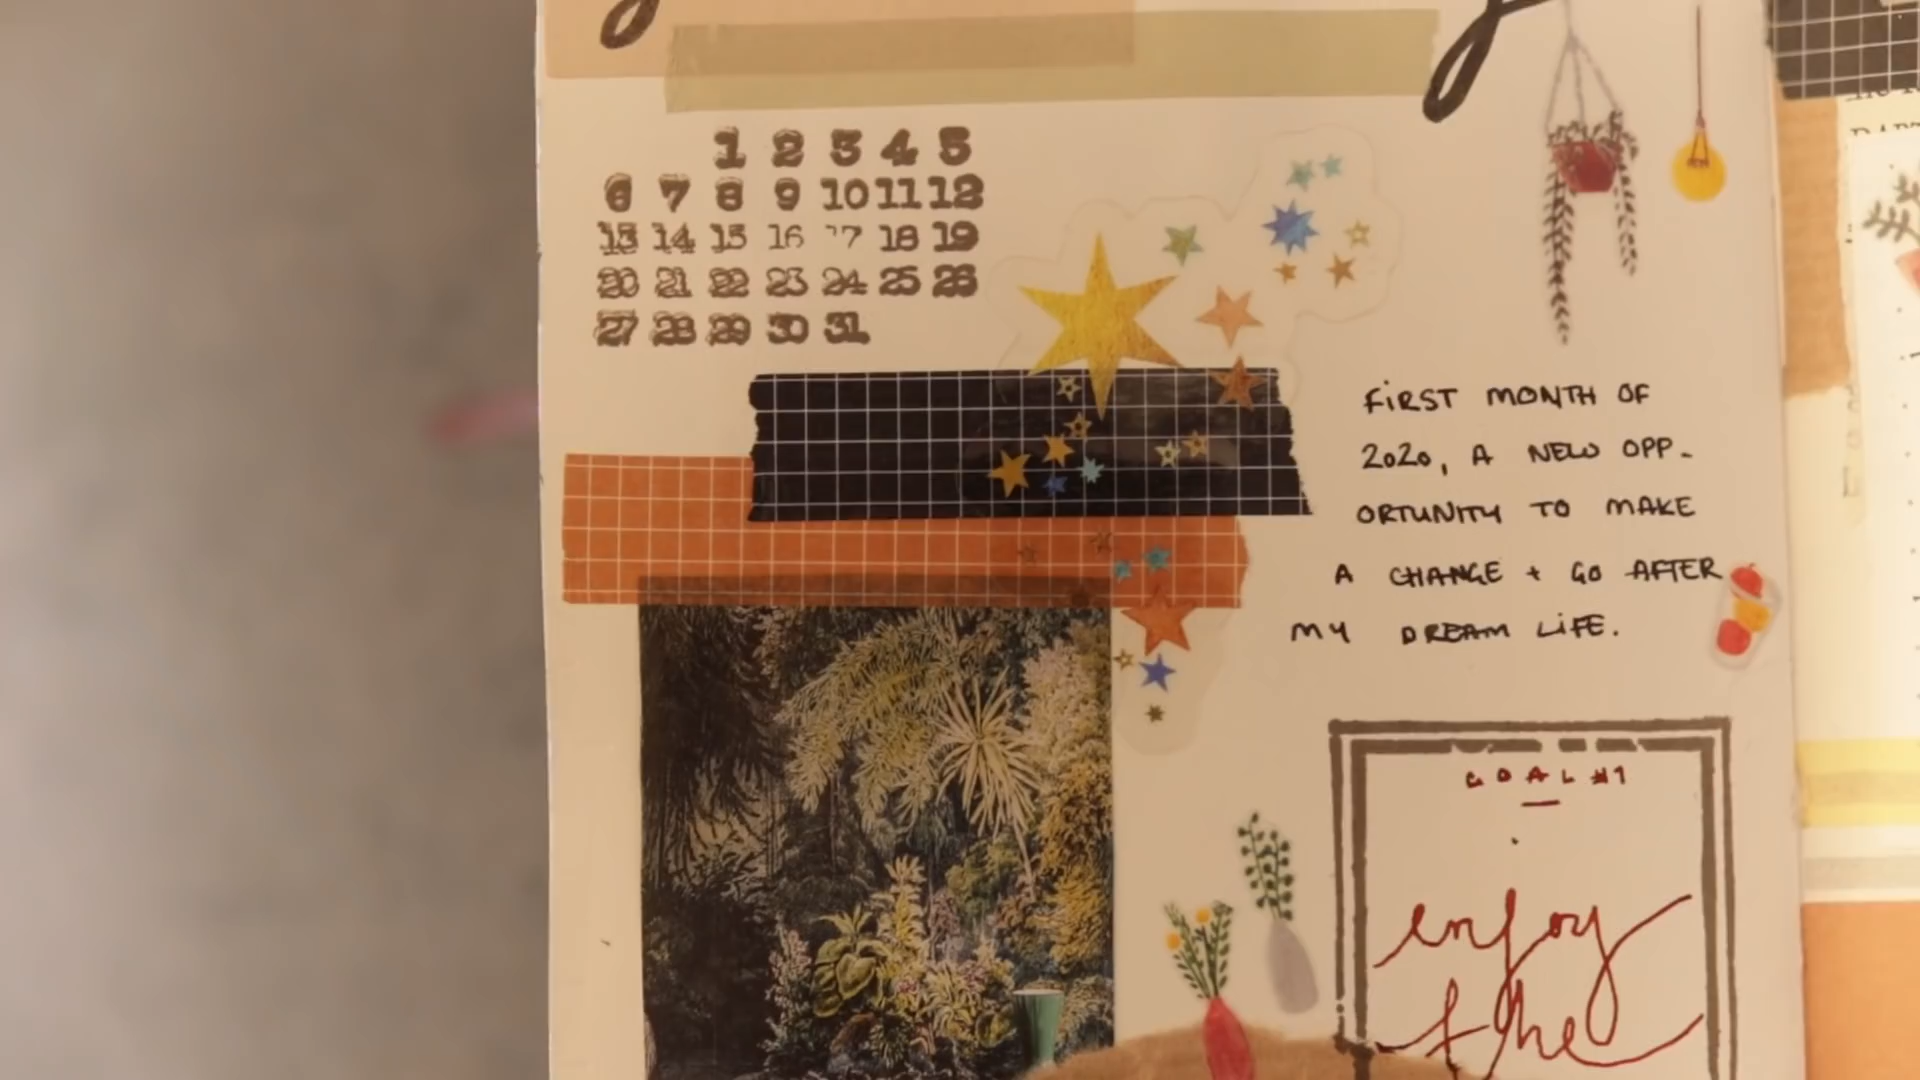 1 2 3 4 5
6 7 8 9 10 11 12
13 14 15 16 17 18 19
20 21 22 23 24 25 26
27 28 29 30 31
FiRST MONTH OF
2020, A NEW OPP-
ORTUNITY TO MAKE
A CHANGE + GO AFTER
MY DREAM LiFE.
GOAL #1
enjoy
the